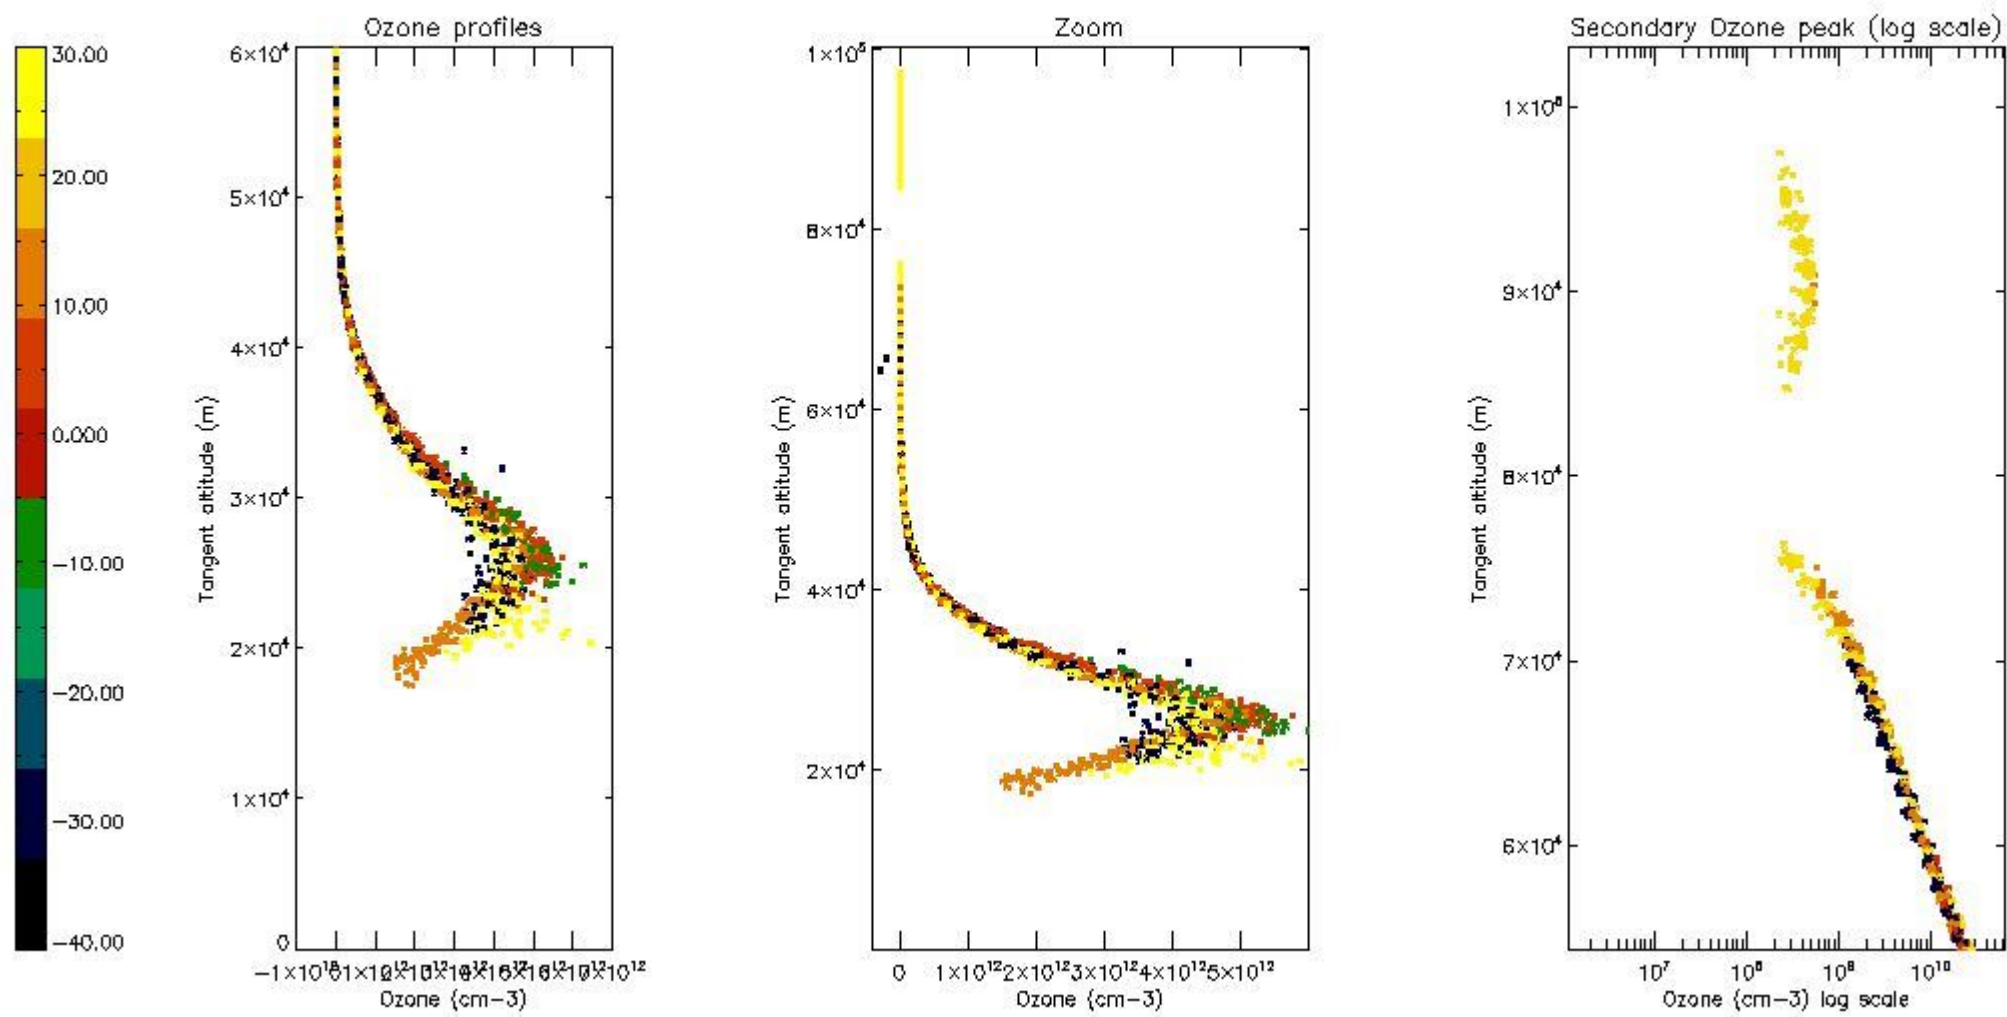 Ozone profiles
Zoom
Secondary Ozone peak (log scale)
30.00
20.00
10.00
0.000
−10.00
−20.00
−30.00
−40.00
6×10⁴
5×10⁴
4×10⁴
3×10⁴
2×10⁴
1×10⁴
0
Tangent altitude (m)
Ozone (cm−3)
1×10⁵
8×10⁴
6×10⁴
4×10⁴
2×10⁴
Tangent altitude (m)
0 1×10¹² 2×10¹² 3×10¹² 4×10¹² 5×10¹²
Ozone (cm−3)
9×10⁴
8×10⁴
7×10⁴
6×10⁴
Tangent altitude (m)
10⁷ 10⁸ 10⁹ 10¹⁰
Ozone (cm−3) log scale